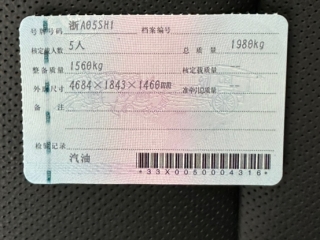 号牌号码 浙A05SH1 档案编号
核定载人数 5人 总质量 1980kg
整备质量 1560kg 核定载质量
外廓尺寸 4684×1843×1460mm 准牵引总质量
备注
检验记录
汽油
*33X0050004316*